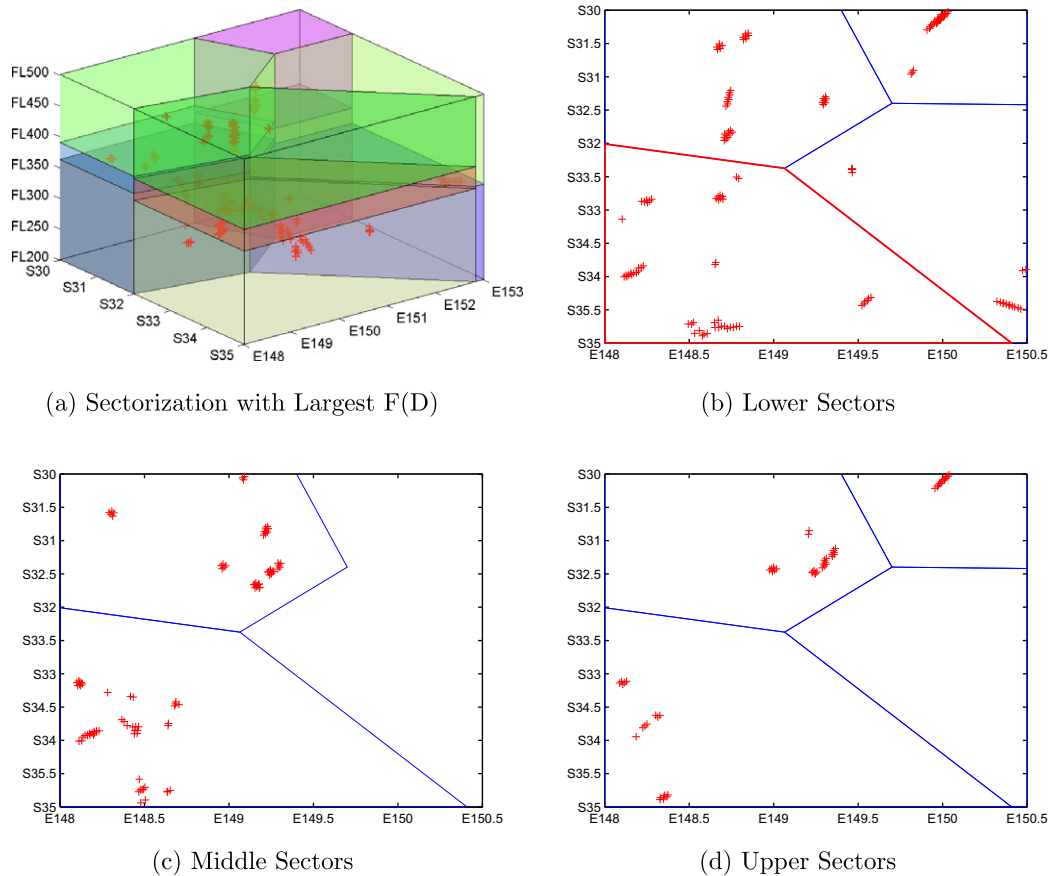 FL500
FL450
FL400
FL350
FL300
FL250
FL200
S30
S31
S32
S33
S34
S35
E148
E149
E150
E151
E152
E153
(a) Sectorization with Largest F(D)
S30
S31.5
S31
S32.5
S32
S33.5
S33
S34.5
S34
S35.5
S35
E148
E148.5
E149
E149.5
E150
E150.5
(b) Lower Sectors
S30
S31.5
S31
S32.5
S32
S33.5
S33
S34.5
S34
S35.5
S35
E148
E148.5
E149
E149.5
E150
E150.5
(c) Middle Sectors
S30
S31.5
S31
S32.5
S32
S33.5
S33
S34.5
S34
S35.5
S35
E148
E148.5
E149
E149.5
E150
E150.5
(d) Upper Sectors